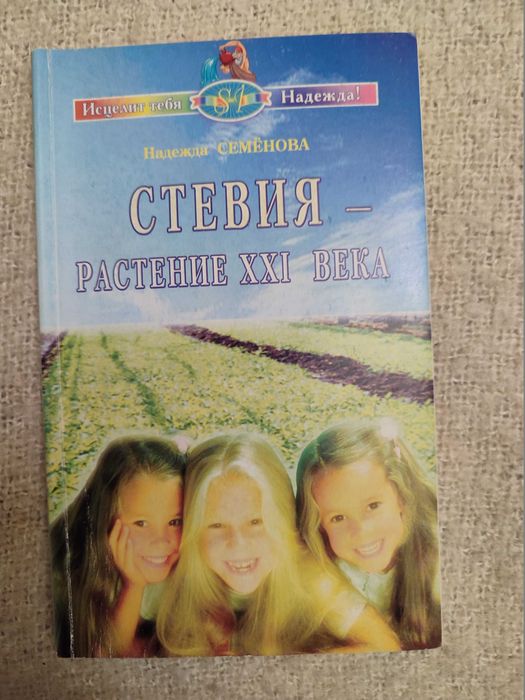 Исцелит тебя Надежда!
Надежда СЕМЁНОВА
СТЕВИЯ –
РАСТЕНИЕ XXI ВЕКА